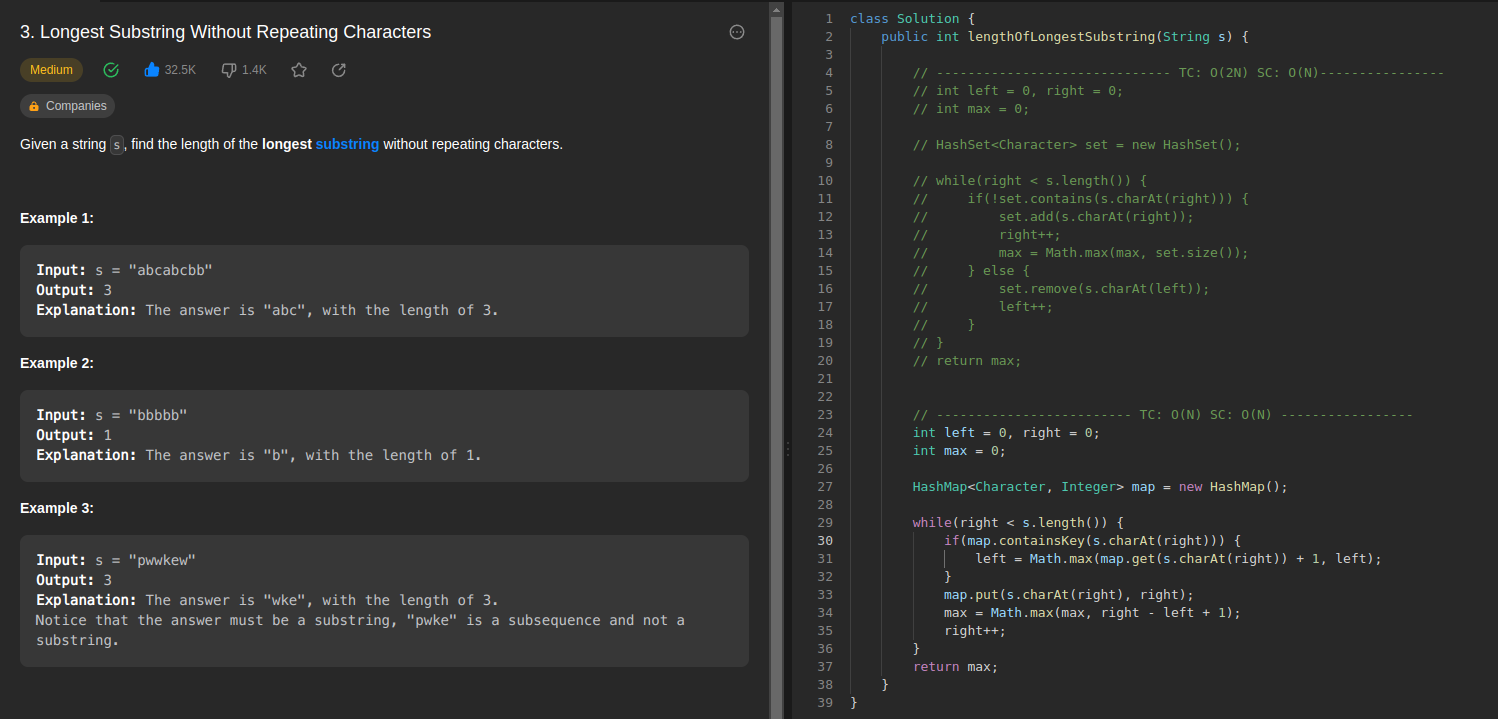 3. Longest Substring Without Repeating Characters
Medium 32.5K 1.4K
Companies
Given a string s, find the length of the longest substring without repeating characters.
Example 1:
Input: s = "abcabcbb"
Output: 3
Explanation: The answer is "abc", with the length of 3.
Example 2:
Input: s = "bbbbb"
Output: 1
Explanation: The answer is "b", with the length of 1.
Example 3:
Input: s = "pwwkew"
Output: 3
Explanation: The answer is "wke", with the length of 3.
Notice that the answer must be a substring, "pwke" is a subsequence and not a
substring.
1 class Solution {
2     public int lengthOfLongestSubstring(String s) {
3
4         // ------------------------------ TC: O(2N) SC: O(N)----------------
5         // int left = 0, right = 0;
6         // int max = 0;
7
8         // HashSet<Character> set = new HashSet();
9
10         // while(right < s.length()) {
11         //     if(!set.contains(s.charAt(right))) {
12         //         set.add(s.charAt(right));
13         //         right++;
14         //         max = Math.max(max, set.size());
15         //     } else {
16         //         set.remove(s.charAt(left));
17         //         left++;
18         //     }
19         // }
20         // return max;
21
22
23         // ------------------------- TC: O(N) SC: O(N) -----------------
24         int left = 0, right = 0;
25         int max = 0;
26
27         HashMap<Character, Integer> map = new HashMap();
28
29         while(right < s.length()) {
30             if(map.containsKey(s.charAt(right))) {
31                 left = Math.max(map.get(s.charAt(right)) + 1, left);
32             }
33             map.put(s.charAt(right), right);
34             max = Math.max(max, right - left + 1);
35             right++;
36         }
37         return max;
38     }
39 }